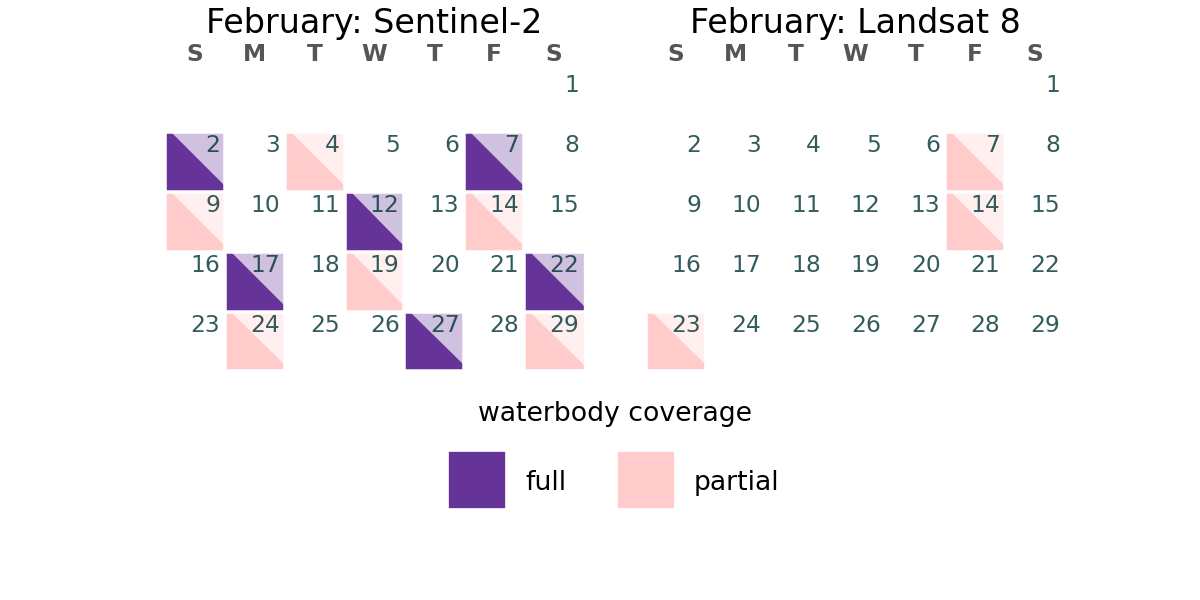 February: Sentinel-2
S M T W T F S
1
2 3 4 5 6 7 8
9 10 11 12 13 14 15
16 17 18 19 20 21 22
23 24 25 26 27 28 29
February: Landsat 8
S M T W T F S
1
2 3 4 5 6 7 8
9 10 11 12 13 14 15
16 17 18 19 20 21 22
23 24 25 26 27 28 29
waterbody coverage
full partial